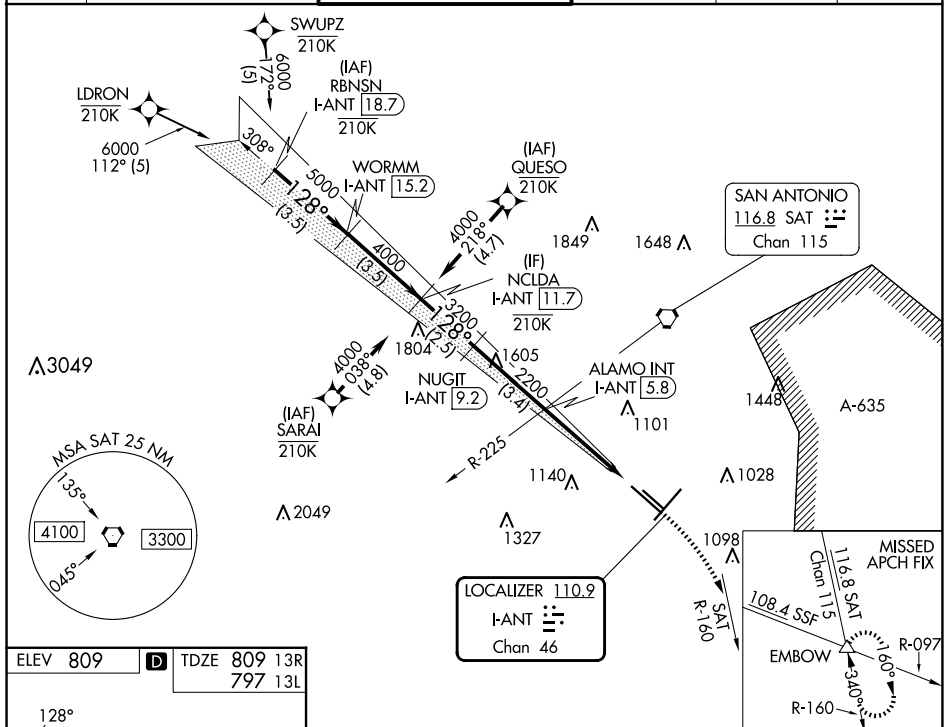 SWUPZ
210K
6000
172°
(5)
(IAF)
RBNSN
I-ANT 18.7
210K
LDRON
210K
6000
112° (5)
308°
5000
128°
(3.5)
WORMM
I-ANT 15.2
4000
(3.5)
(IAF)
QUESO
210K
4000
218°
(4.7)
1849
1648
SAN ANTONIO
116.8 SAT
Chan 115
(IF)
NCLDA
I-ANT 11.7
210K
3200
128°
(2.5)
1804
1605
3049
4000
038°
(4.8)
(IAF)
SARAI
210K
NUGIT
I-ANT 9.2
2200
(3.4)
ALAMO INT
I-ANT 5.8
1101
1448
A-635
R-225
MSA SAT 25 NM
135°
4100
3300
045°
2049
1140
1028
1327
1098
SAT
R-160
LOCALIZER 110.9
I-ANT
Chan 46
MISSED
APCH FIX
116.8 SAT
Chan 115
108.4 SSF
EMBOW
R-097
160°
340°
R-160
ELEV 809
D
TDZE 809 13R
797 13L
128°